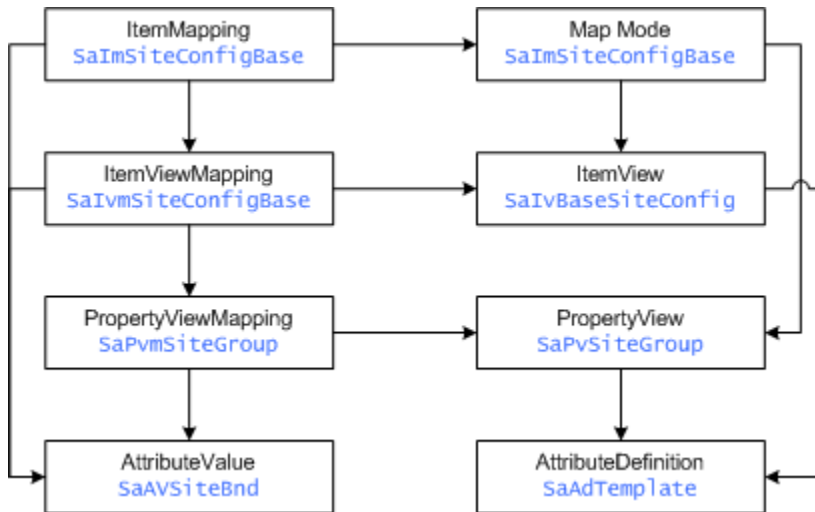 ItemMapping
SaImSiteConfigBase
Map Mode
SaImSiteConfigBase
ItemViewMapping
SaIvmSiteConfigBase
ItemView
SaIvBaseSiteConfig
PropertyViewMapping
SaPvmSiteGroup
PropertyView
SaPvSiteGroup
AttributeValue
SaAVSiteBnd
AttributeDefinition
SaAdTemplate